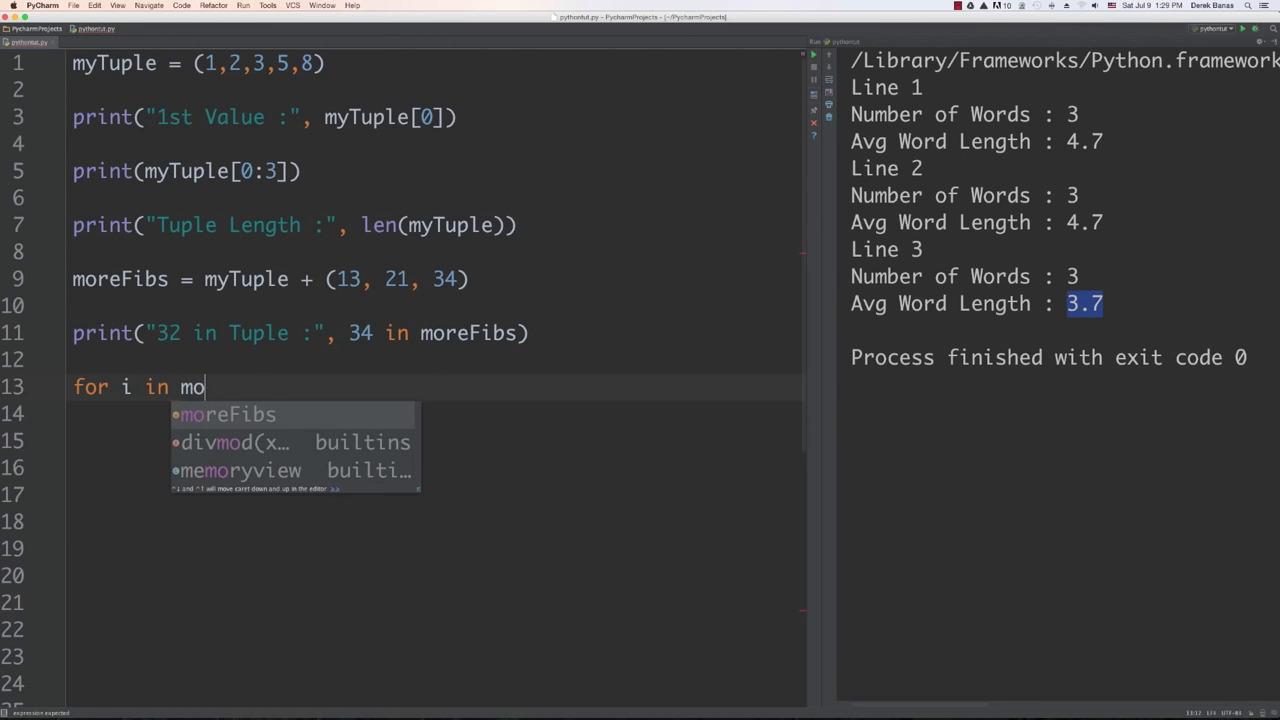 PyCharm File Edit View Navigate Code Refactor Run Tools VCS Window Help 10 Sat Jul 9 1:29 PM Derek Banas
pythontut.py - PycharmProjects - [~/PycharmProjects]
PycharmProjects pythontut.py pythontut
pythontut.py
Run pythontut
1 myTuple = (1,2,3,5,8)
2
3 print("1st Value :", myTuple[0])
4
5 print(myTuple[0:3])
6
7 print("Tuple Length :", len(myTuple))
8
9 moreFibs = myTuple + (13, 21, 34)
10
11 print("32 in Tuple :", 34 in moreFibs)
12
13 for i in mo
14
15
16
17
18
19
20
21
22
23
24
moreFibs
divmod(x… builtins
memoryview builti…
^↓ and ^↑ will move caret down and up in the editor >>
/Library/Frameworks/Python.framework
Line 1
Number of Words : 3
Avg Word Length : 4.7
Line 2
Number of Words : 3
Avg Word Length : 4.7
Line 3
Number of Words : 3
Avg Word Length : 3.7
Process finished with exit code 0
expression expected
13:12 LF‡ UTF-8‡